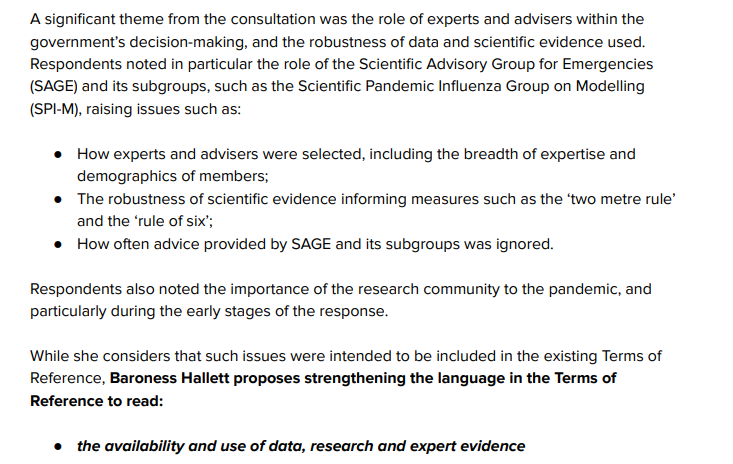 A significant theme from the consultation was the role of experts and advisers within the
government's decision-making, and the robustness of data and scientific evidence used.
Respondents noted in particular the role of the Scientific Advisory Group for Emergencies
(SAGE) and its subgroups, such as the Scientific Pandemic Influenza Group on Modelling
(SPI-M), raising issues such as:
● How experts and advisers were selected, including the breadth of expertise and
demographics of members;
● The robustness of scientific evidence informing measures such as the ‘two metre rule’
and the ‘rule of six’;
● How often advice provided by SAGE and its subgroups was ignored.
Respondents also noted the importance of the research community to the pandemic, and
particularly during the early stages of the response.
While she considers that such issues were intended to be included in the existing Terms of
Reference, Baroness Hallett proposes strengthening the language in the Terms of
Reference to read:
● the availability and use of data, research and expert evidence